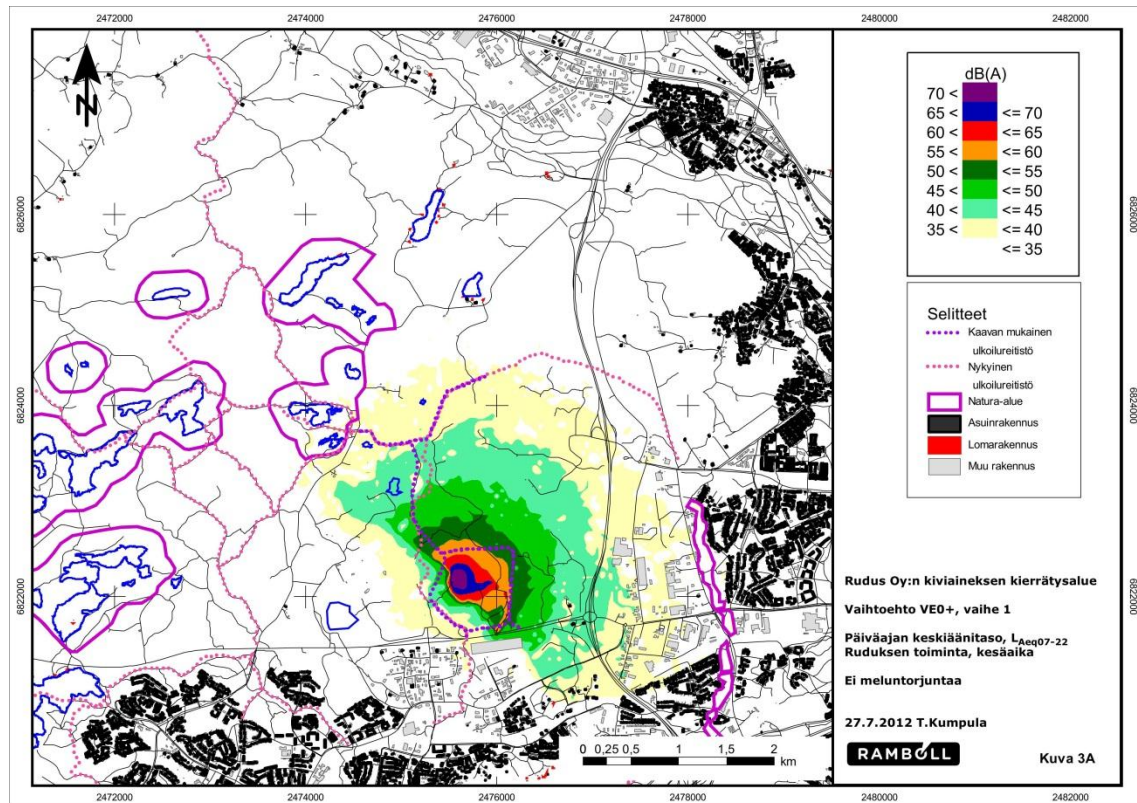 2472000 2474000 2476000 2478000 2480000 2482000
N
6826000
6824000
6822000
6826000
6824000
6822000
dB(A)
70 <
65 < <= 70
60 < <= 65
55 < <= 60
50 < <= 55
45 < <= 50
40 < <= 45
35 < <= 40
<= 35
Selitteet
Kaavan mukainen
ulkoilureitistö
Nykyinen
ulkoilureitistö
Natura-alue
Asuinrakennus
Lomarakennus
Muu rakennus
Rudus Oy:n kiviaineksen kierrätysalue
Vaihtoehto VE0+, vaihe 1
Päiväajan keskiäänitaso, LAeq07-22
Ruduksen toiminta, kesäaika
Ei meluntorjuntaa
27.7.2012 T.Kumpula
RAMBOLL
Kuva 3A
0 0,25 0,5 1 1,5 2
km
2472000 2474000 2476000 2478000 2480000 2482000